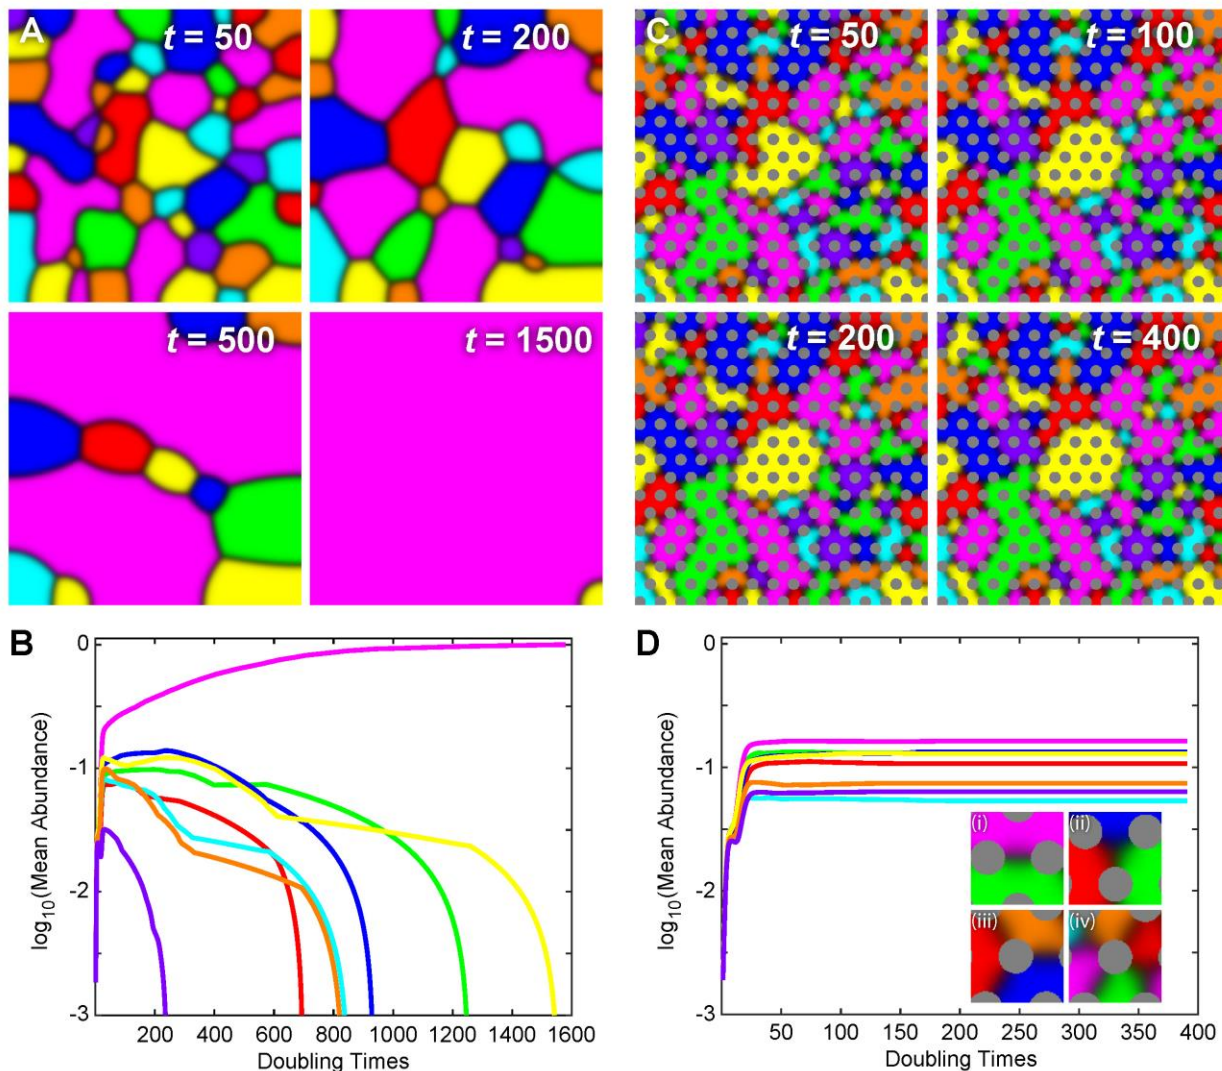 A
t = 50
t = 200
t = 500
t = 1500
C
t = 50
t = 100
t = 200
t = 400
B
log10(Mean Abundance)
0
-1
-2
-3
200 400 600 800 1000 1200 1400 1600
Doubling Times
D
log10(Mean Abundance)
0
-1
-2
-3
(i) (ii)
(iii) (iv)
50 100 150 200 250 300 350 400
Doubling Times